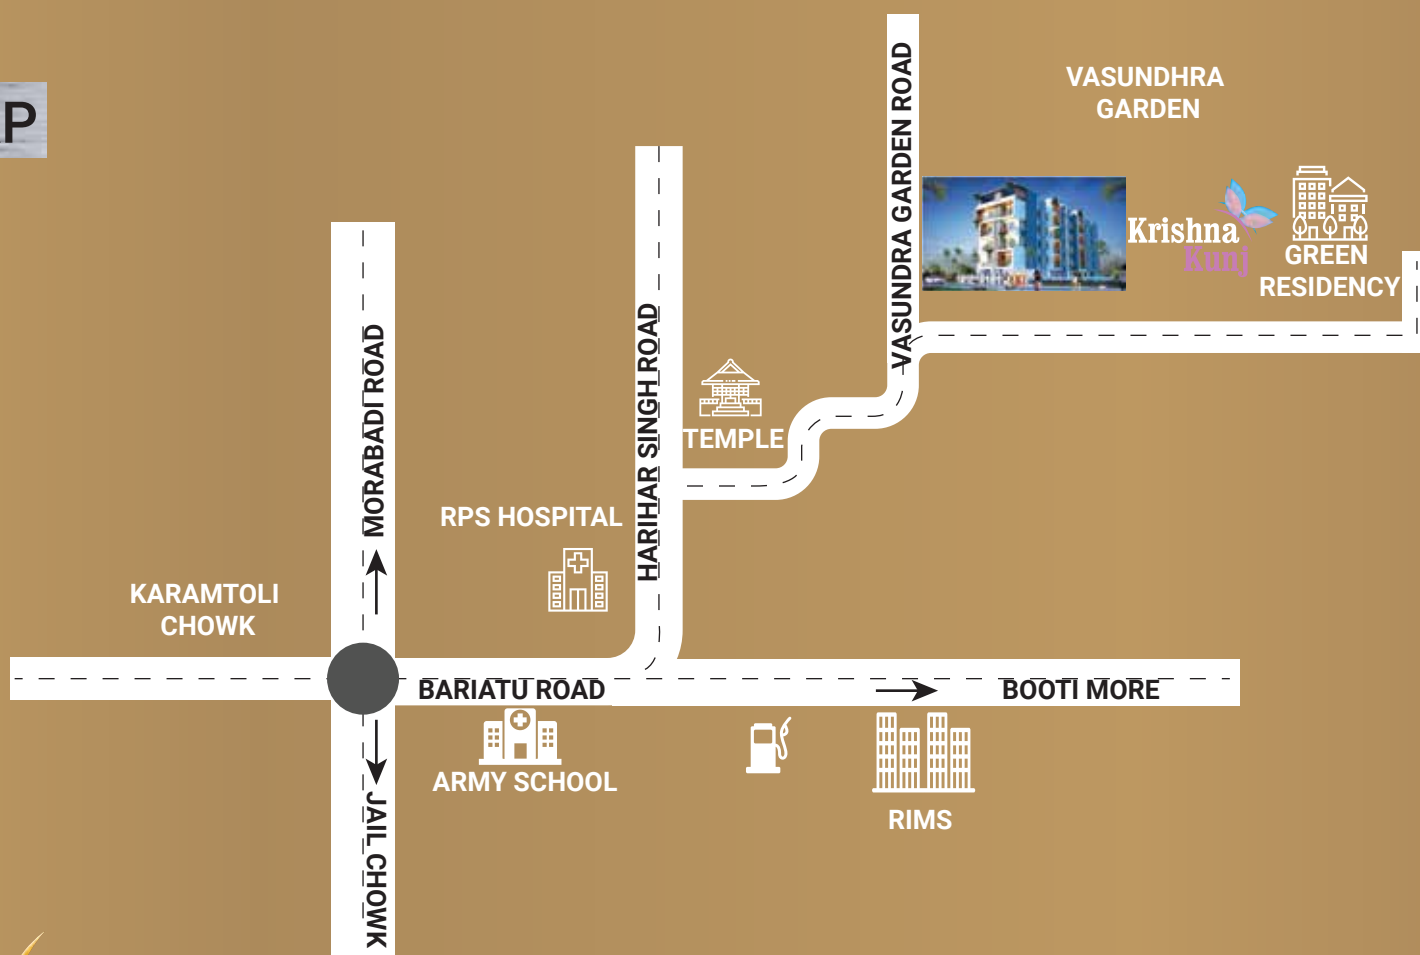 P
VASUNDHRA
GARDEN
VASUNDRA GARDEN ROAD
Krishna
Kunj
GREEN
RESIDENCY
HARIHAR SINGH ROAD
MORABADI ROAD
TEMPLE
RPS HOSPITAL
KARAMTOLI
CHOWK
BARIATU ROAD
BOOTI MORE
ARMY SCHOOL
RIMS
JAIL CHOWK